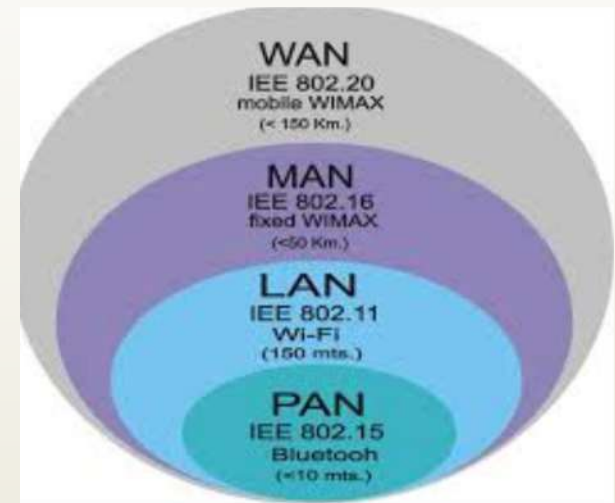 WAN
IEE 802.20
mobile WIMAX
(< 150 Km.)
MAN
IEE 802.16
fixed WIMAX
(<50 Km.)
LAN
IEE 802.11
Wi-Fi
(150 mts.)
PAN
IEE 802.15
Bluetooh
(<10 mts.)